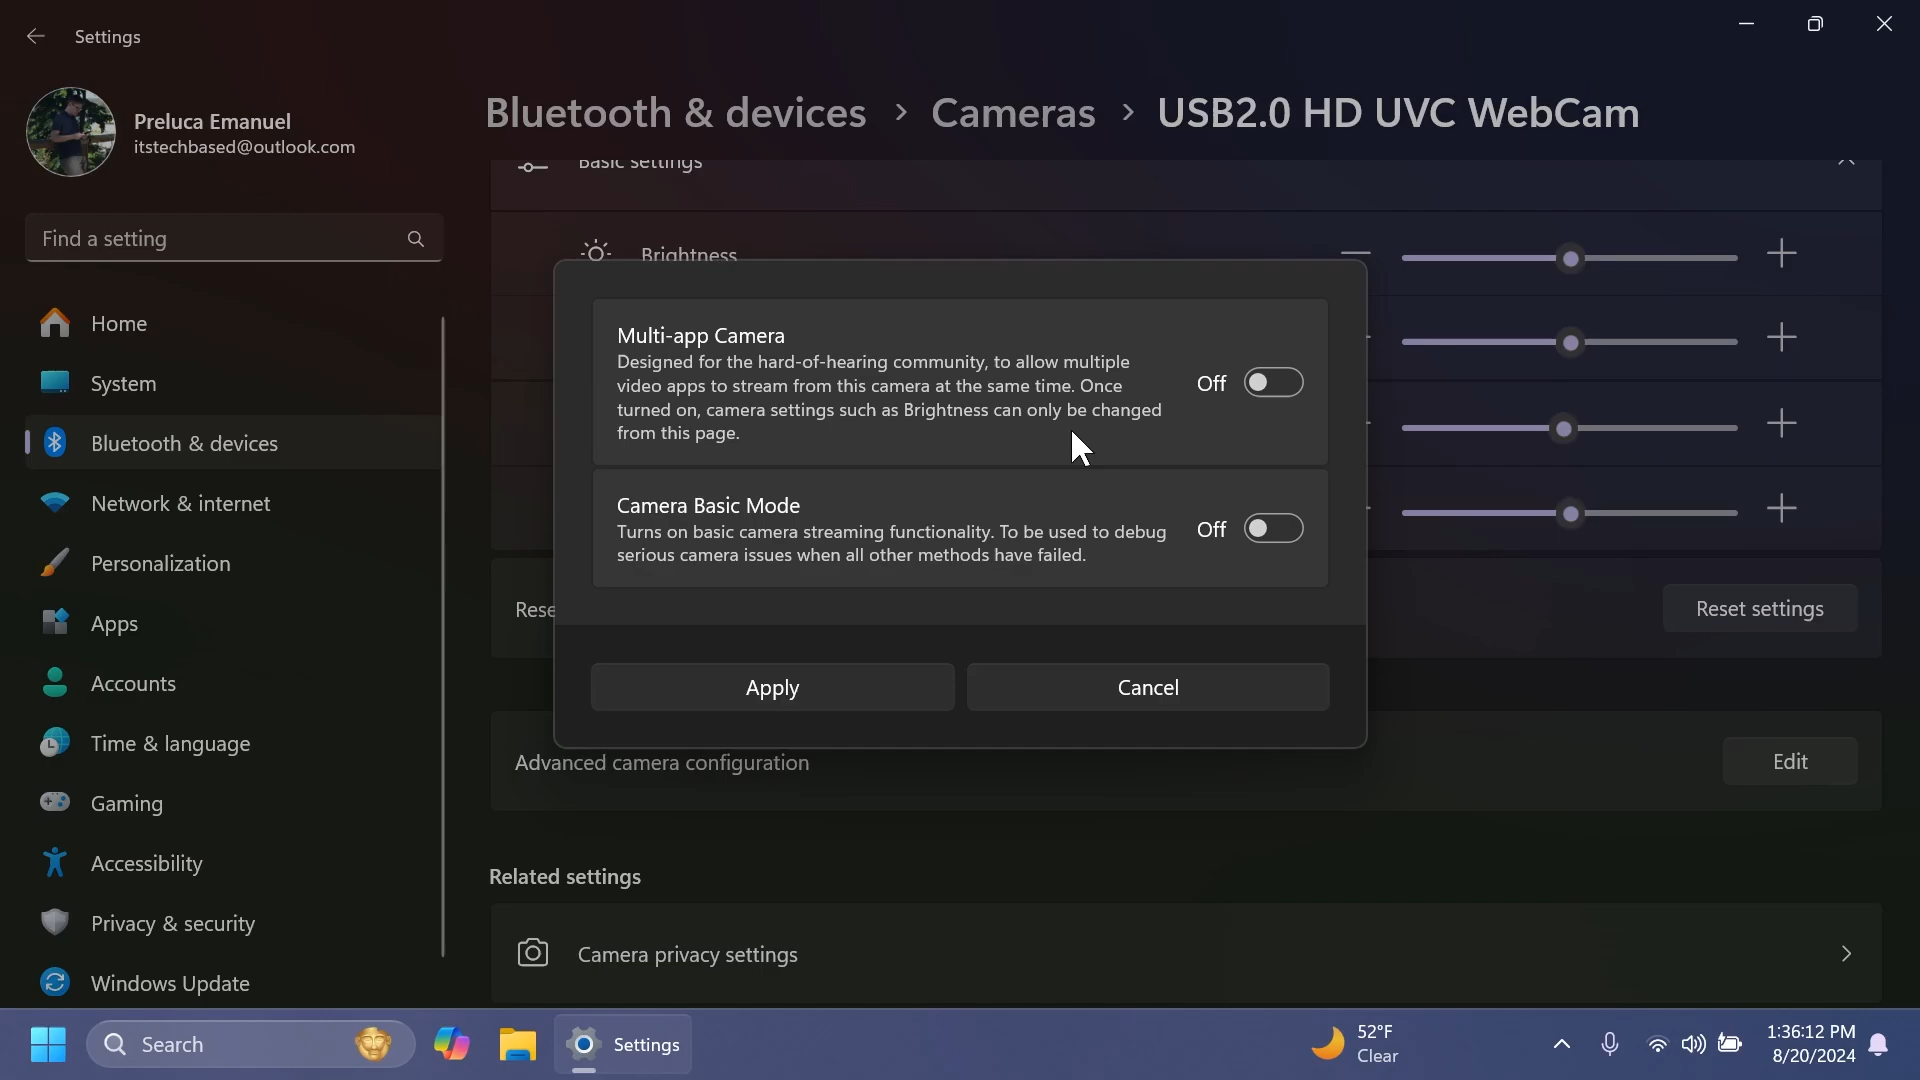 Settings
Preluca Emanuel
itstechbased@outlook.com
Find a setting
Home
System
Bluetooth & devices
Network & internet
Personalization
Apps
Accounts
Time & language
Gaming
Accessibility
Privacy & security
Windows Update
Bluetooth & devices > Cameras > USB2.0 HD UVC WebCam
Basic settings
Brightness
Multi-app Camera
Designed for the hard-of-hearing community, to allow multiple
video apps to stream from this camera at the same time. Once
turned on, camera settings such as Brightness can only be changed
from this page.
Off
Camera Basic Mode
Turns on basic camera streaming functionality. To be used to debug
serious camera issues when all other methods have failed.
Off
Rese
Reset settings
Apply
Cancel
Advanced camera configuration
Edit
Related settings
Camera privacy settings
Search
Settings
52°F
Clear
1:36:12 PM
8/20/2024